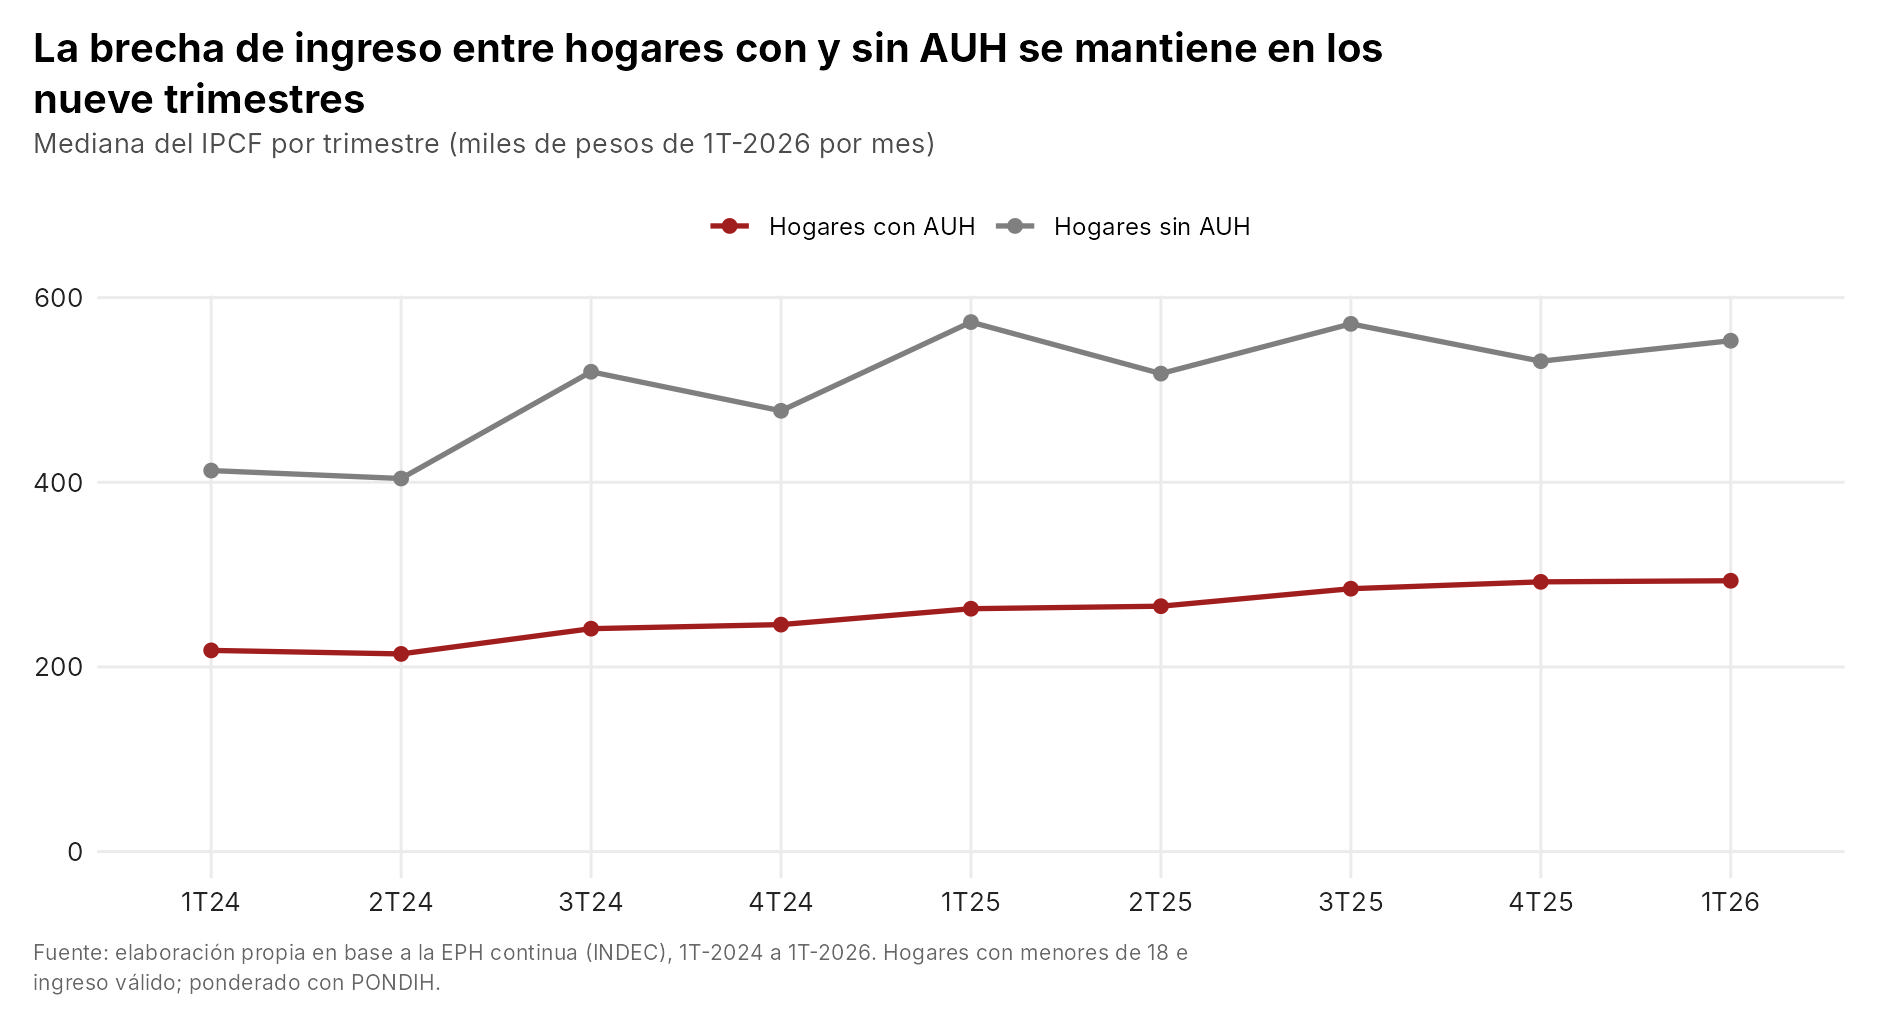 La brecha de ingreso entre hogares con y sin AUH se mantiene en los
nueve trimestres
Mediana del IPCF por trimestre (miles de pesos de 1T-2026 por mes)
Hogares con AUH
Hogares sin AUH
600
400
200
0
1T24
2T24
3T24
4T24
1T25
2T25
3T25
4T25
1T26
Fuente: elaboración propia en base a la EPH continua (INDEC), 1T-2024 a 1T-2026. Hogares con menores de 18 e
ingreso válido; ponderado con PONDIH.